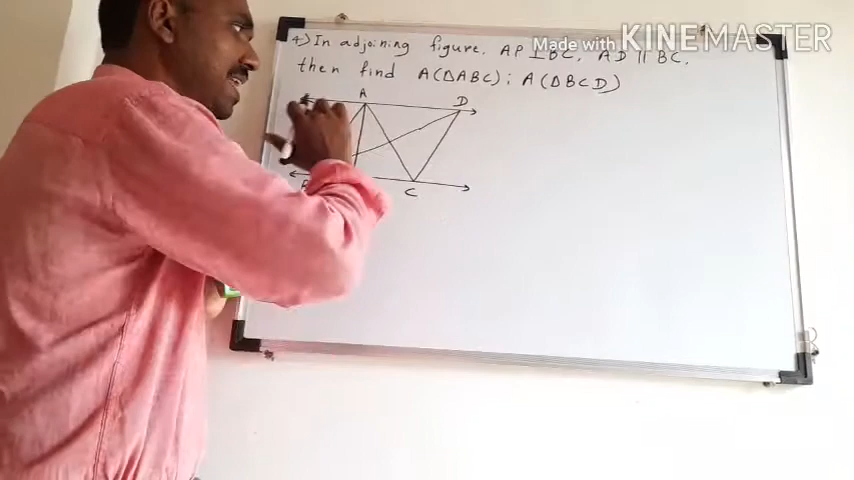 Made with KINEMASTER
4) In adjoining figure, AP ⊥ BC, AD || BC,
then find A(∆ABC) : A(∆BCD)
A D
B C